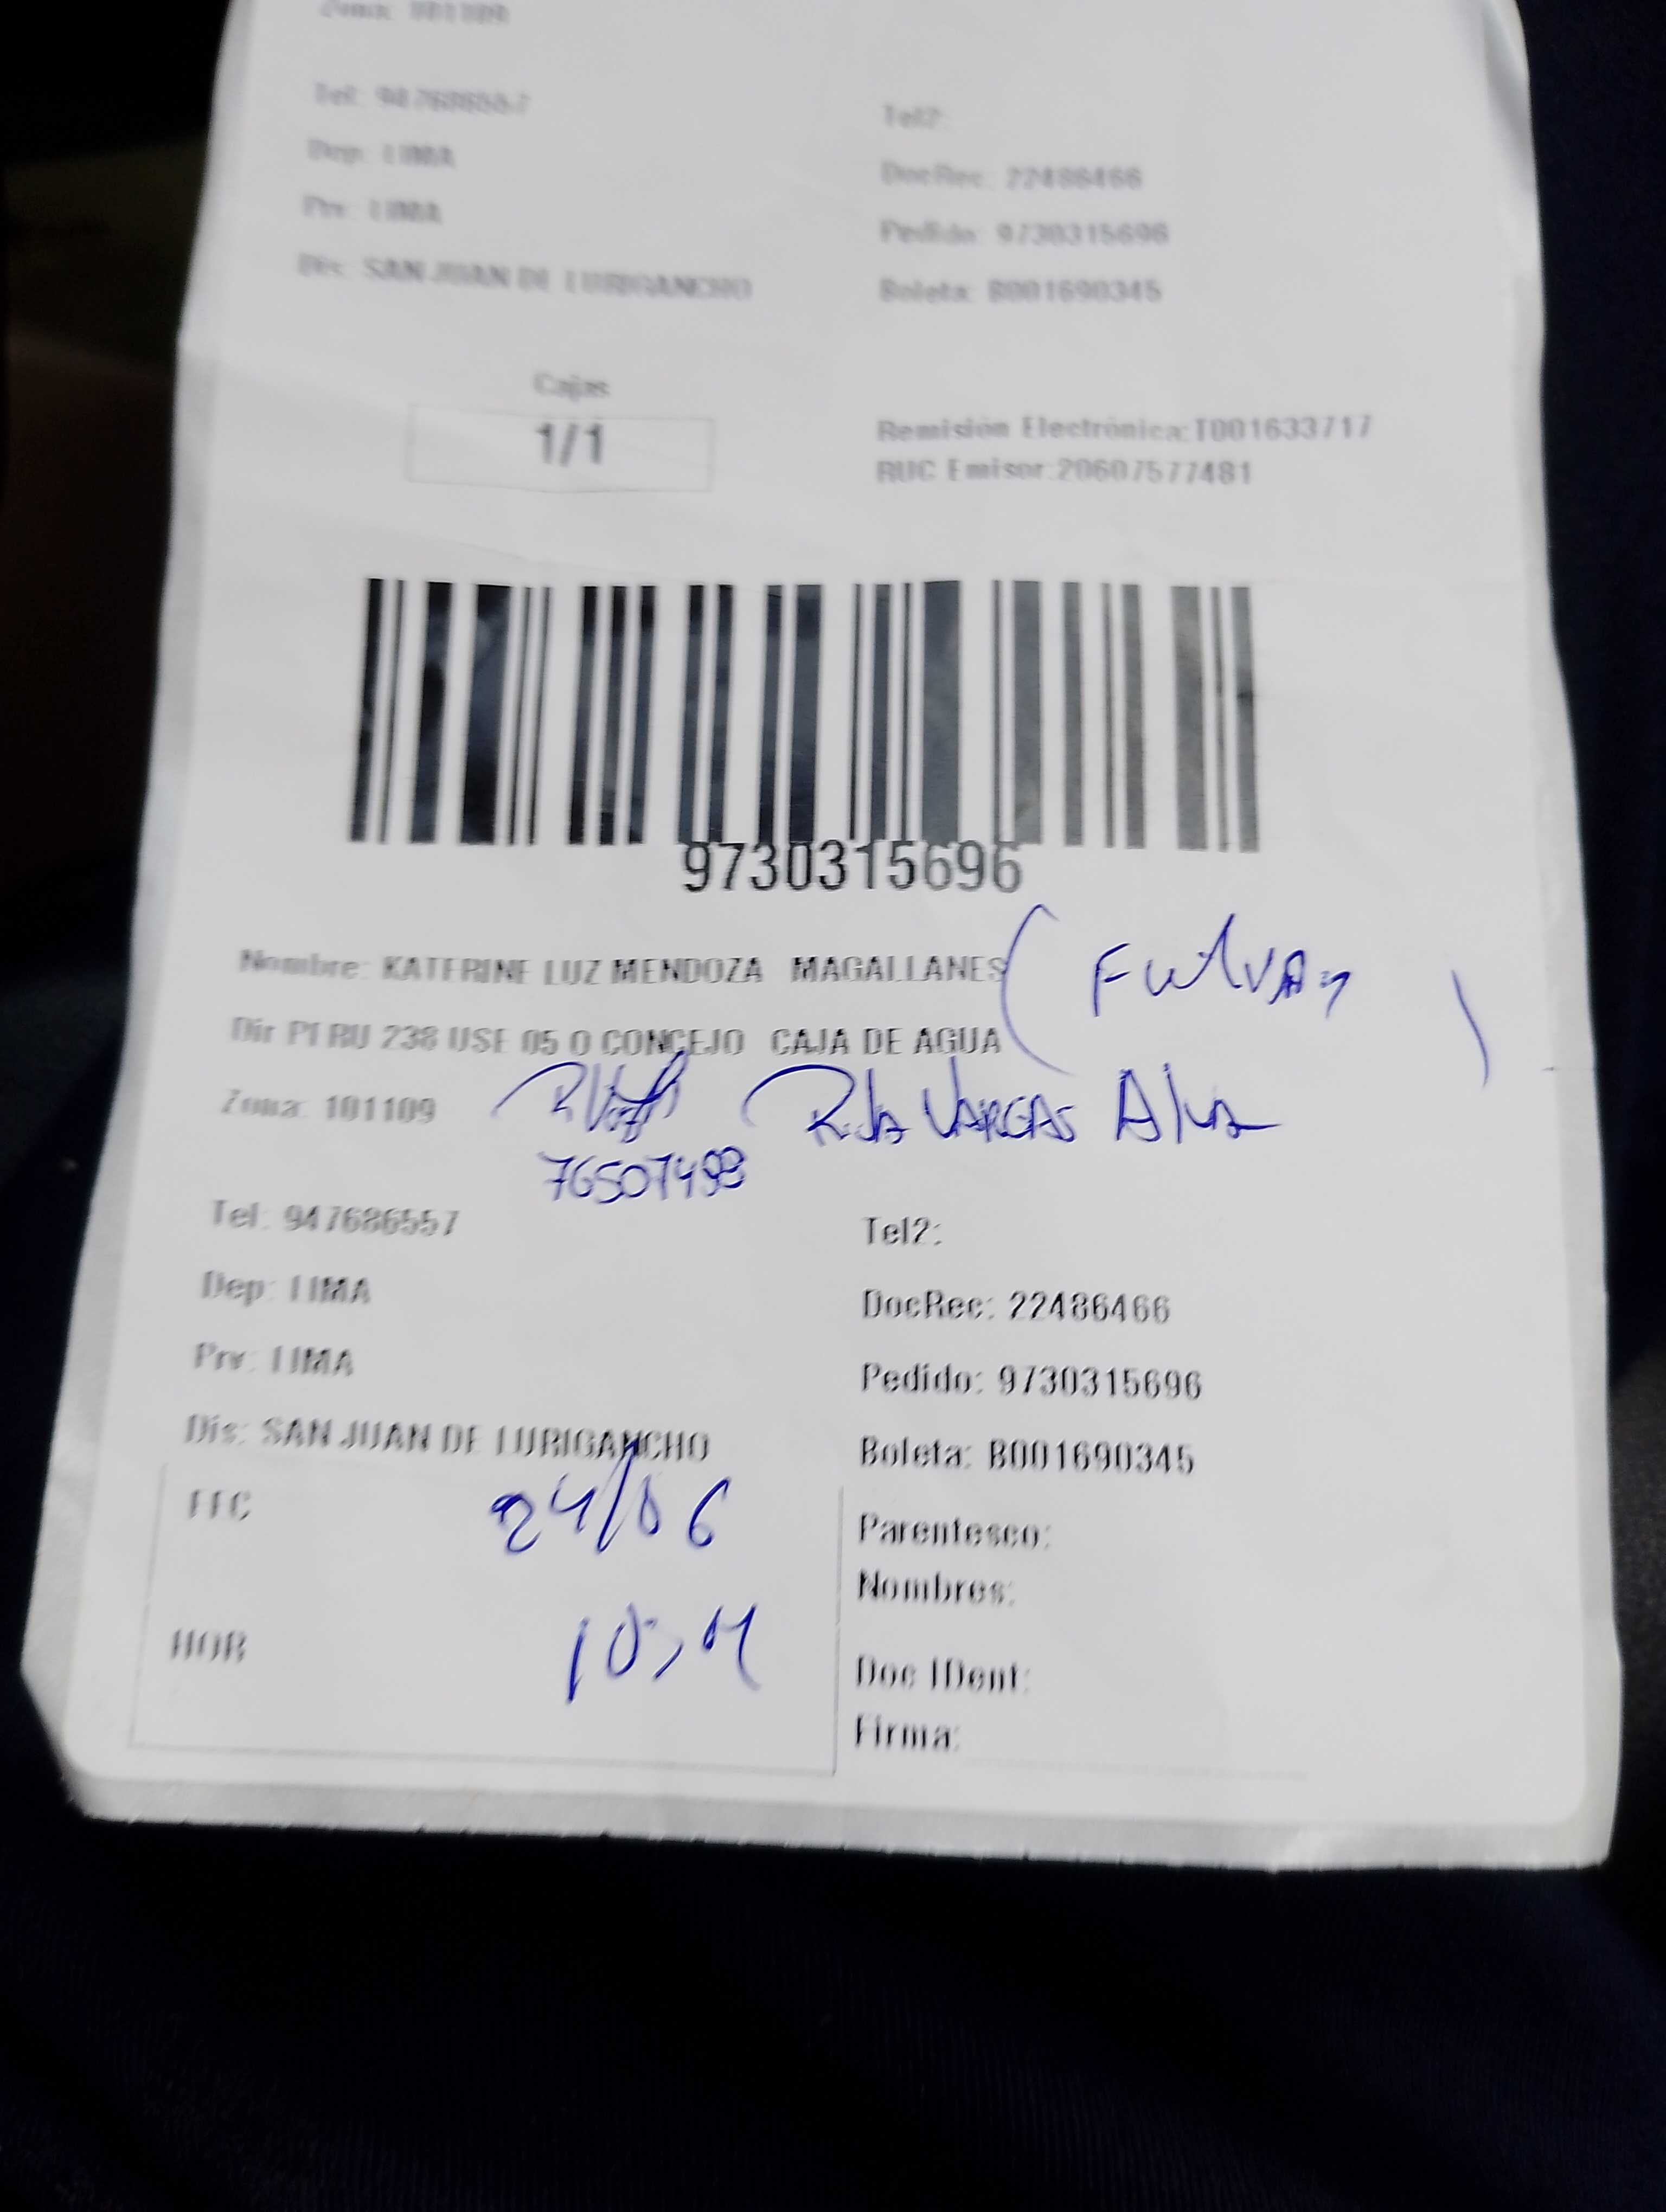 Zona: 101109
Tel: 947686557
Tel2:
Dep: LIMA
DocRec: 22486466
Prv: LIMA
Pedido: 9730315696
Dis: SAN JUAN DE LURIGANCHO
Boleta: B001690345
Cajas
1/1
Remisión Electrónica:T001633717
RUC Emisor:20607577481
9730315696
Nombre: KATERINE LUZ MENDOZA MAGALLANES
Dir PERU 238 USE 05 O CONCEJO CAJA DE AGUA
Zona: 101109
VARGAS Alva
Tel: 947686557
Tel2:
Dep: LIMA
DocRec: 22486466
Prv: LIMA
Pedido: 9730315696
Dis: SAN JUAN DE LURIGANCHO
Boleta: B001690345
FEC 24/06
Parentesco:
Nombres:
HOR
Doc IDent:
Firma: